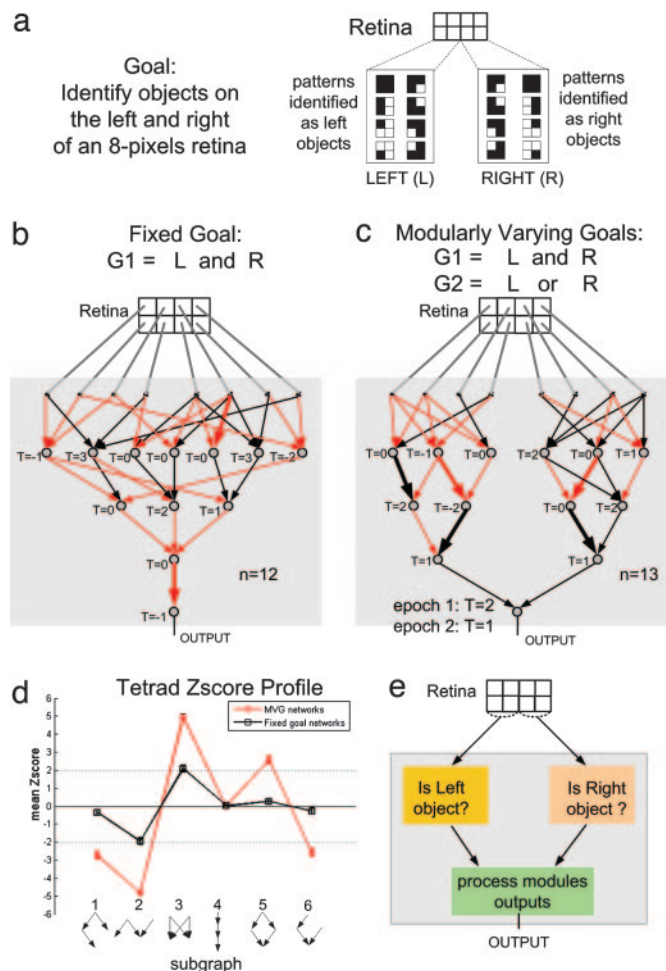 a
Retina
Goal:
Identify objects on
the left and right
of an 8-pixels retina
patterns
identified
as left
objects
patterns
identified
as right
objects
LEFT (L)
RIGHT (R)
b
Fixed Goal:
G1 = L and R
Retina
T=-1
T=3
T=0
T=0
T=0
T=3
T=-2
T=0
T=2
T=1
T=0
n=12
T=-1
OUTPUT
c
Modularly Varying Goals:
G1 = L and R
G2 = L or R
Retina
T=0
T=-1
T=0
T=2
T=0
T=1
T=2
T=-2
T=0
T=2
T=1
T=1
n=13
epoch 1: T=2
epoch 2: T=1
OUTPUT
d
Tetrad Zscore Profile
MVG networks
Fixed goal networks
mean Zscore
6
5
4
3
2
1
0
-1
-2
-3
-4
-5
-6
1 2 3 4 5 6
subgraph
e
Retina
Is Left
object?
Is Right
object ?
process modules
outputs
OUTPUT